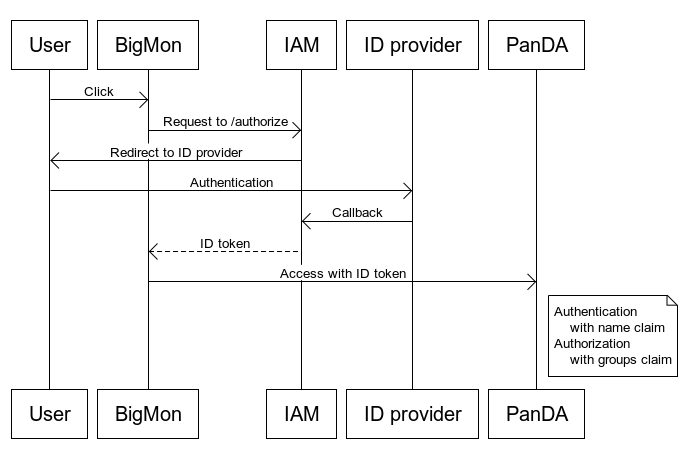 User BigMon IAM ID provider PanDA
Click
Request to /authorize
Redirect to ID provider
Authentication
Callback
ID token
Access with ID token
Authentication
with name claim
Authorization
with groups claim
User BigMon IAM ID provider PanDA